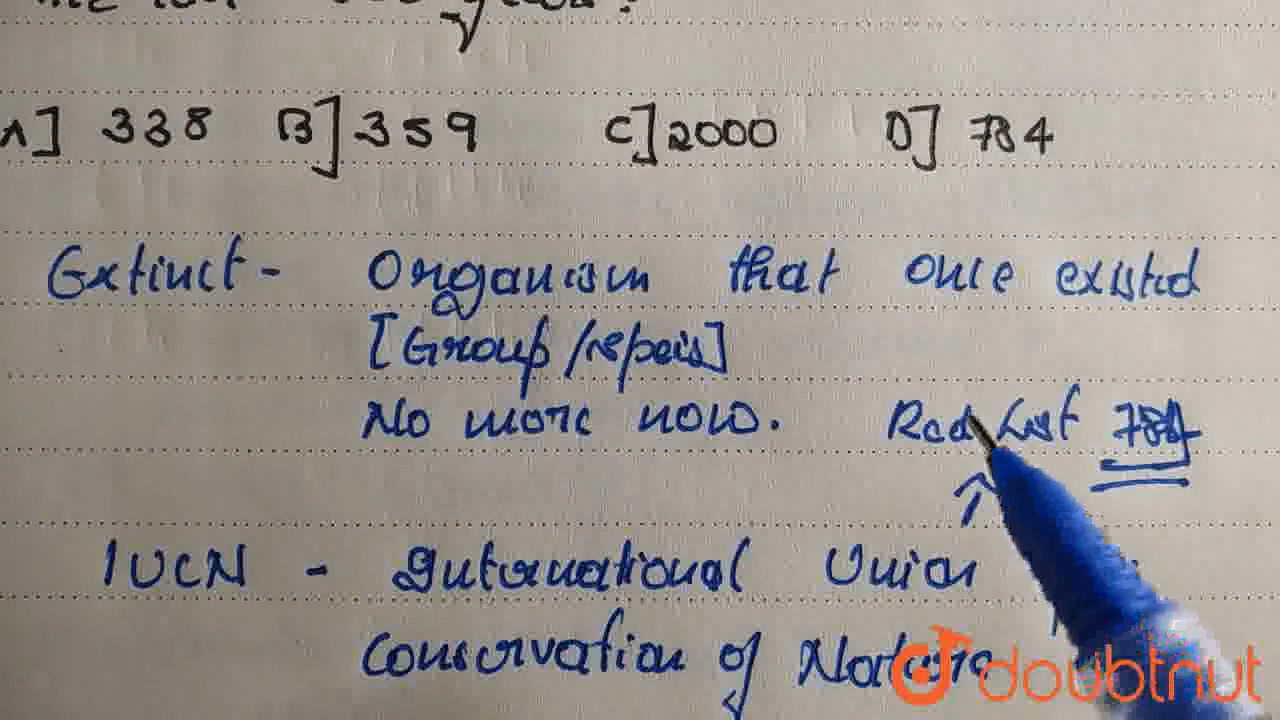 A] 338 B] 359 C] 2000 D] 784
Extinct - Organism that once existed
[Group /
No more now. Red List 784
IUCN - International Union
Conservation of Nature
doubtnut